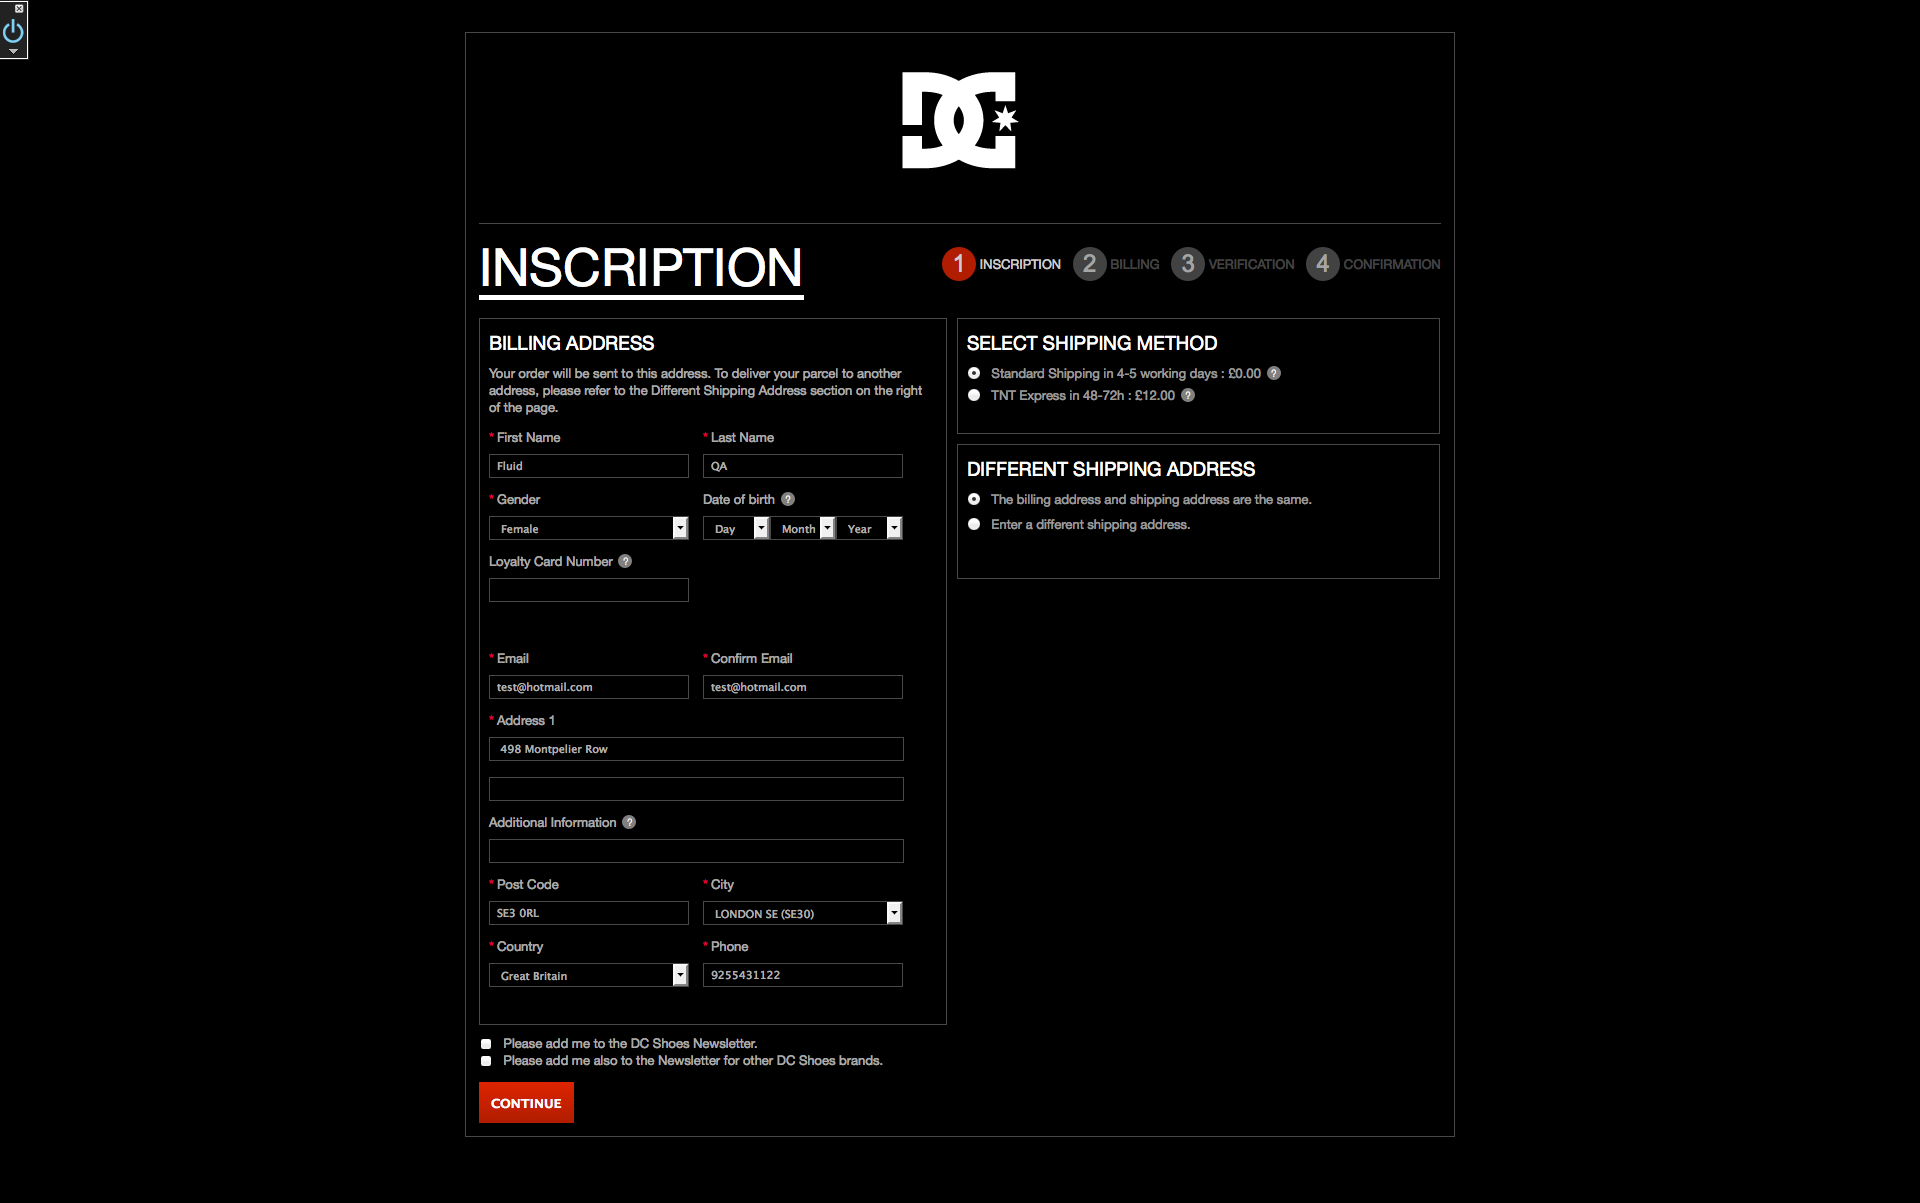 DC
INSCRIPTION
1 INSCRIPTION 2 BILLING 3 VERIFICATION 4 CONFIRMATION
BILLING ADDRESS
Your order will be sent to this address. To deliver your parcel to another
address, please refer to the Different Shipping Address section on the right
of the page.
* First Name * Last Name
Fluid QA
* Gender Date of birth ?
Female Day Month Year
Loyalty Card Number ?
* Email * Confirm Email
test@hotmail.com test@hotmail.com
* Address 1
498 Montpelier Row
Additional Information ?
* Post Code * City
SE3 0RL LONDON SE (SE30)
* Country * Phone
Great Britain 9255431122
Please add me to the DC Shoes Newsletter.
Please add me also to the Newsletter for other DC Shoes brands.
CONTINUE
SELECT SHIPPING METHOD
Standard Shipping in 4-5 working days : £0.00 ?
TNT Express in 48-72h : £12.00 ?
DIFFERENT SHIPPING ADDRESS
The billing address and shipping address are the same.
Enter a different shipping address.